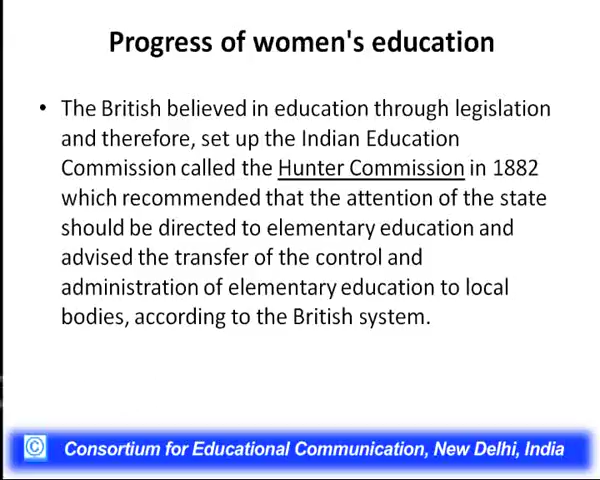 Progress of women's education
• The British believed in education through legislation
and therefore, set up the Indian Education
Commission called the Hunter Commission in 1882
which recommended that the attention of the state
should be directed to elementary education and
advised the transfer of the control and
administration of elementary education to local
bodies, according to the British system.
© Consortium for Educational Communication, New Delhi, India